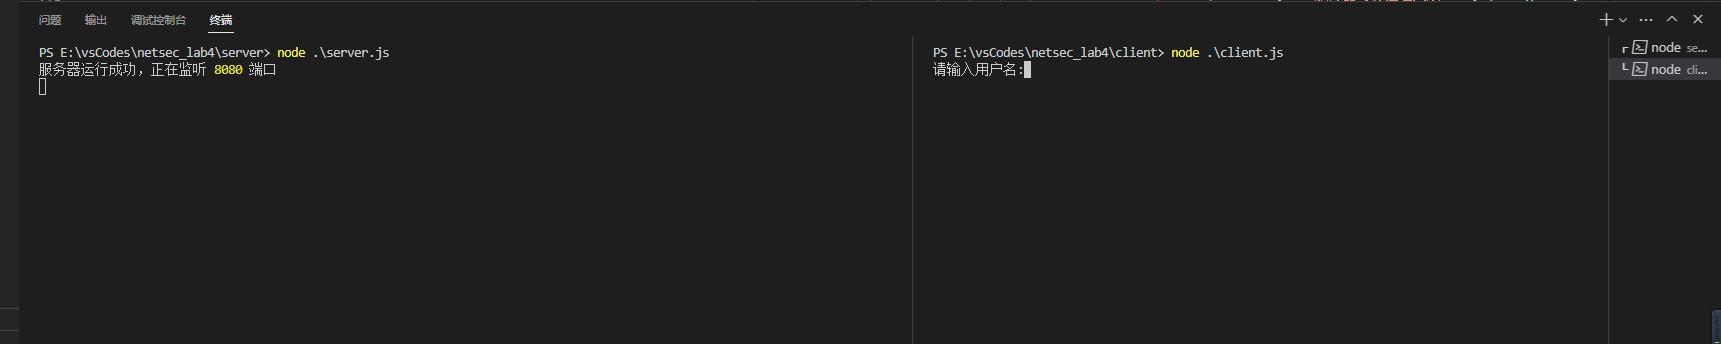 问题 输出 调试控制台 终端
PS E:\vsCodes\netsec_lab4\server> node .\server.js
服务器运行成功，正在监听 8080 端口
PS E:\vsCodes\netsec_lab4\client> node .\client.js
请输入用户名:
node se...
node cli...